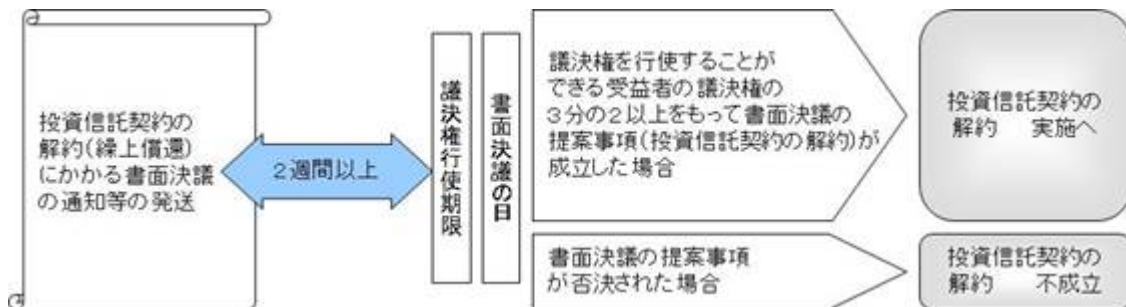 投資信託契約の
解約(繰上償還)
にかかる書面決議
の通知等の発送
2週間以上
議決権行使期限
書面決議の日
議決権を行使することが
できる受益者の議決権の
3分の2以上をもって書面決議の
提案事項(投資信託契約の解約)が
成立した場合
投資信託契約の
解約　実施へ
書面決議の提案事項
が否決された場合
投資信託契約の
解約　不成立